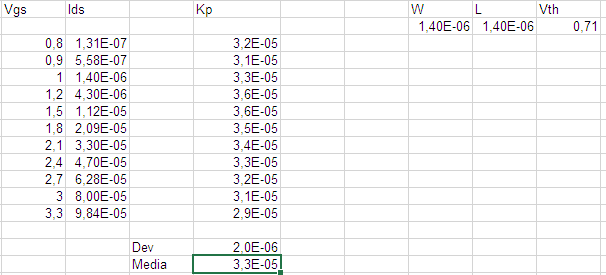 Vgs Ids Kp W L Vth
1,40E-06 1,40E-06 0,71
0,8 1,31E-07 3,2E-05
0,9 5,58E-07 3,1E-05
1 1,40E-06 3,3E-05
1,2 4,30E-06 3,6E-05
1,5 1,12E-05 3,6E-05
1,8 2,09E-05 3,5E-05
2,1 3,30E-05 3,4E-05
2,4 4,70E-05 3,3E-05
2,7 6,28E-05 3,2E-05
3 8,00E-05 3,1E-05
3,3 9,84E-05 2,9E-05
Dev 2,0E-06
Media 3,3E-05